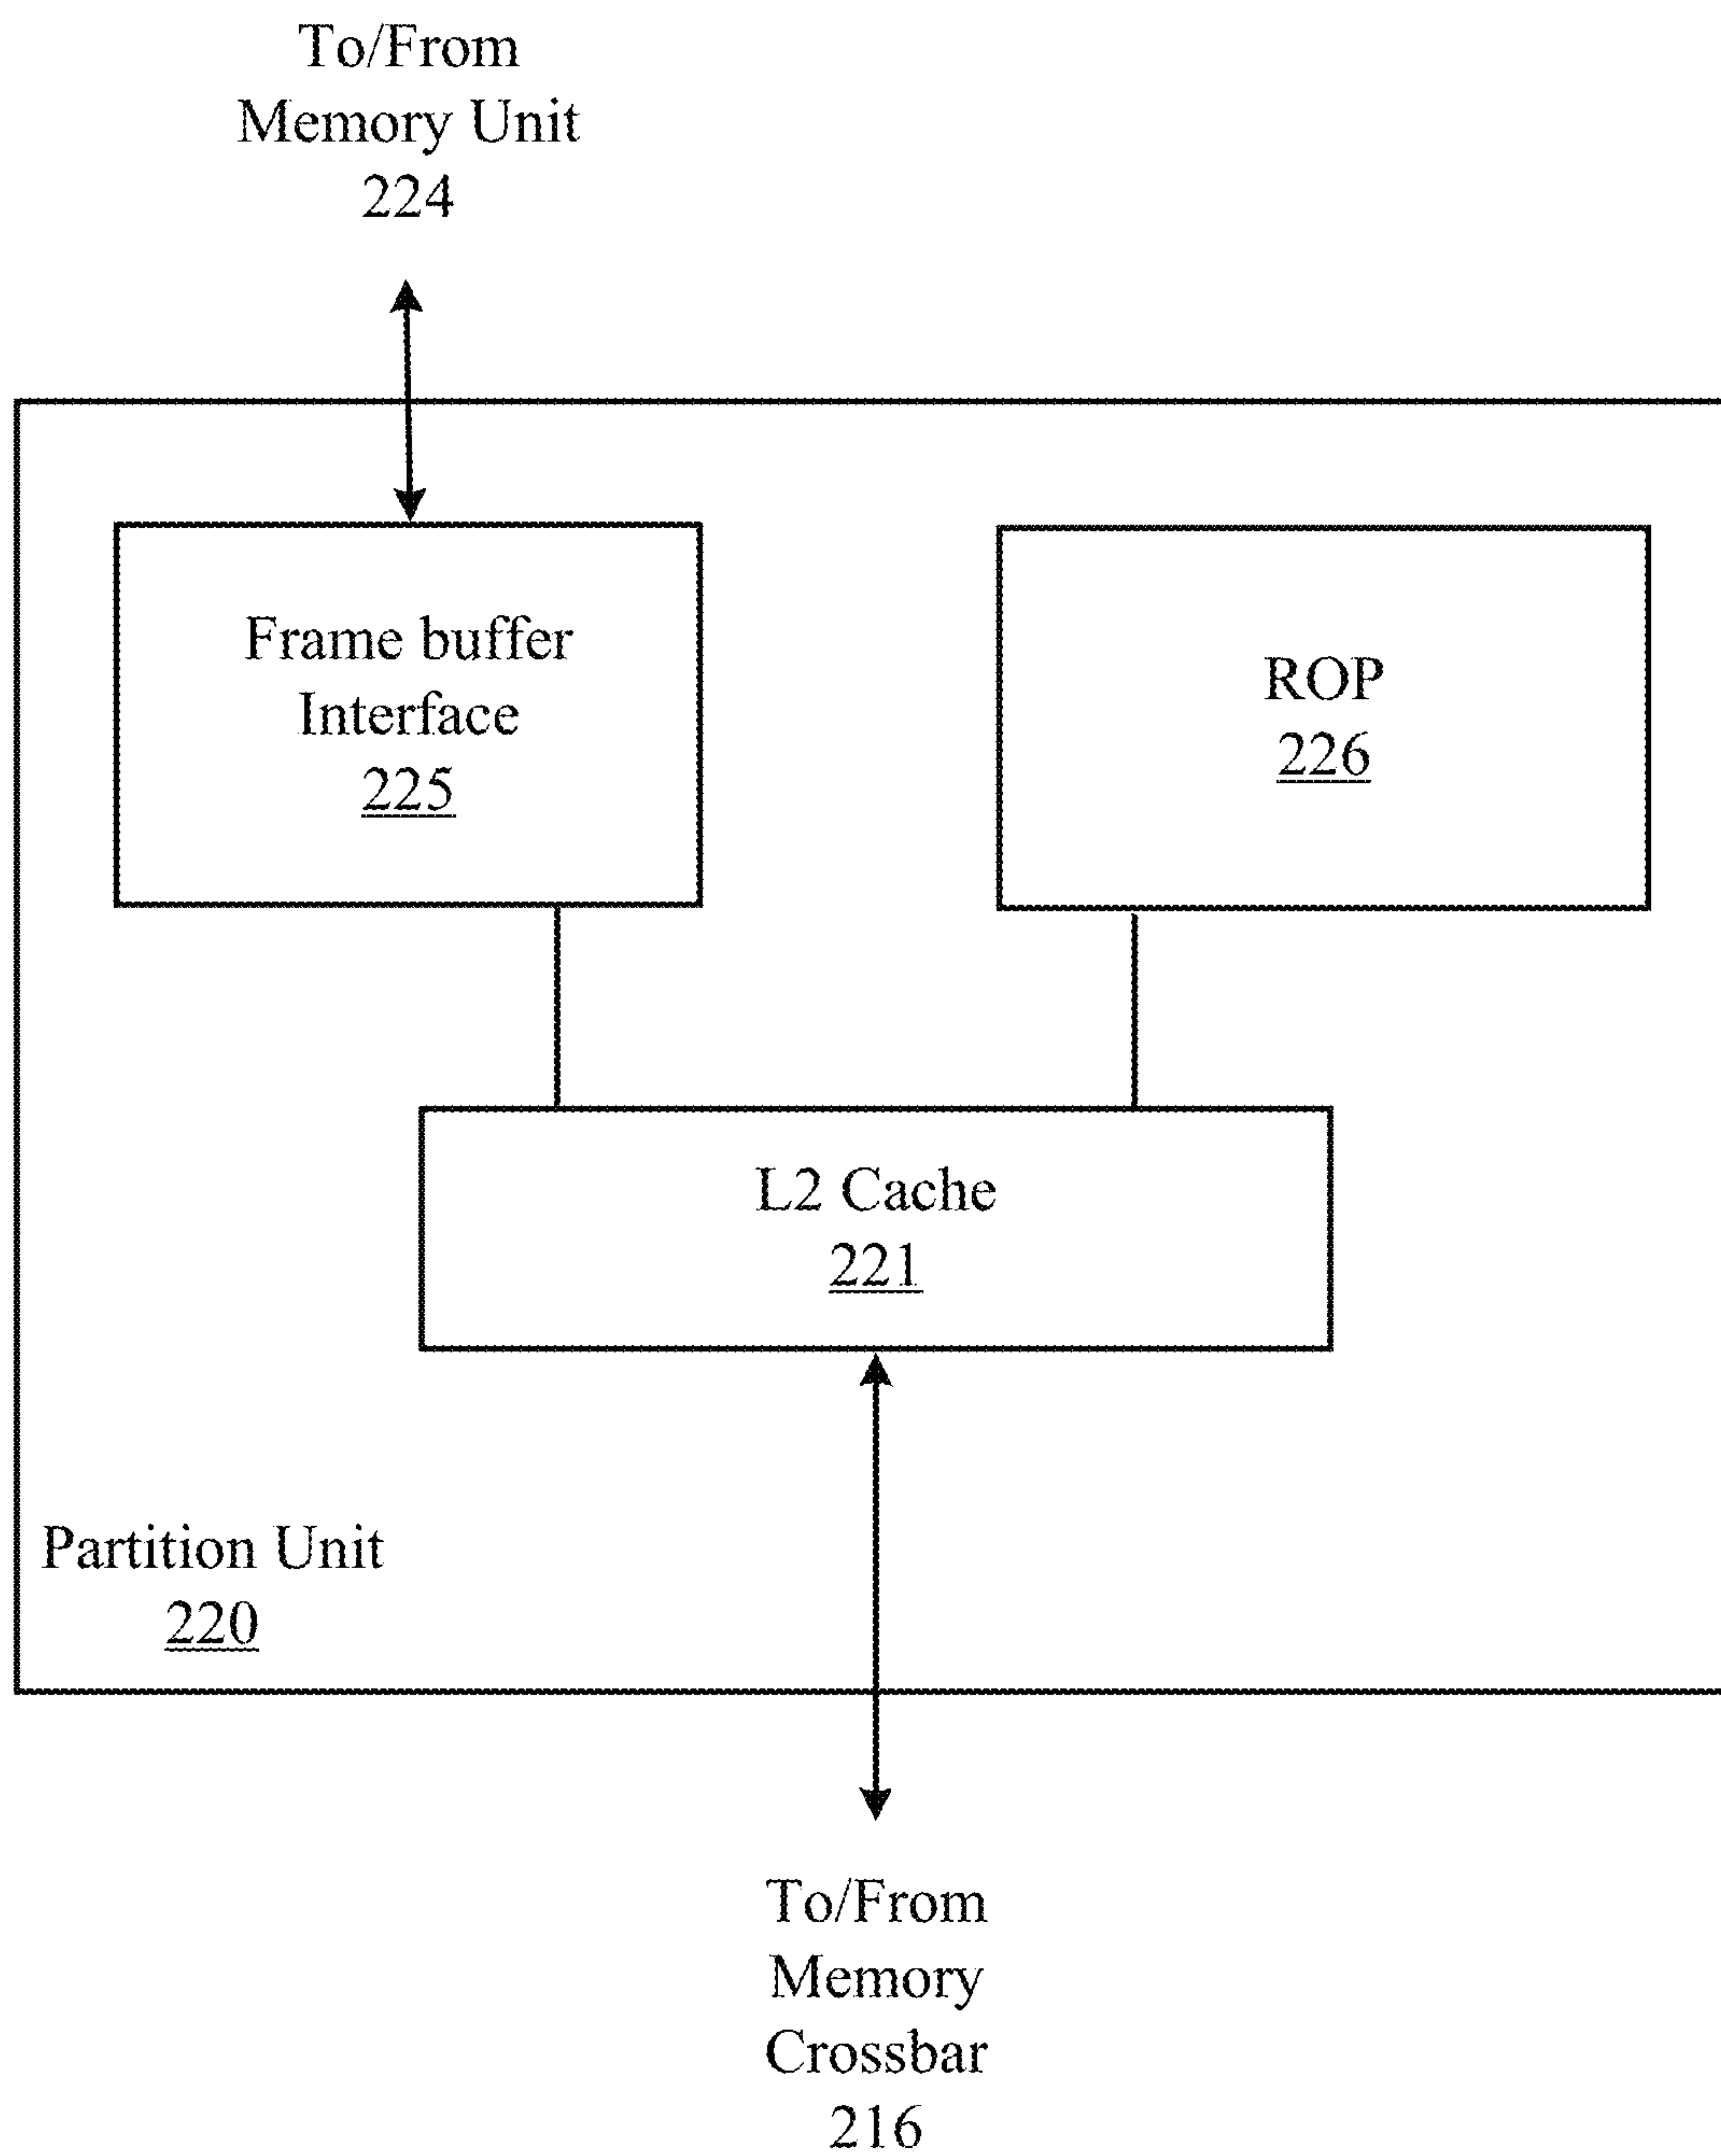 To/From
Memory Unit
224
Frame buffer
Interface
225
ROP
226
L2 Cache
221
Partition Unit
220
To/From
Memory
Crossbar
216